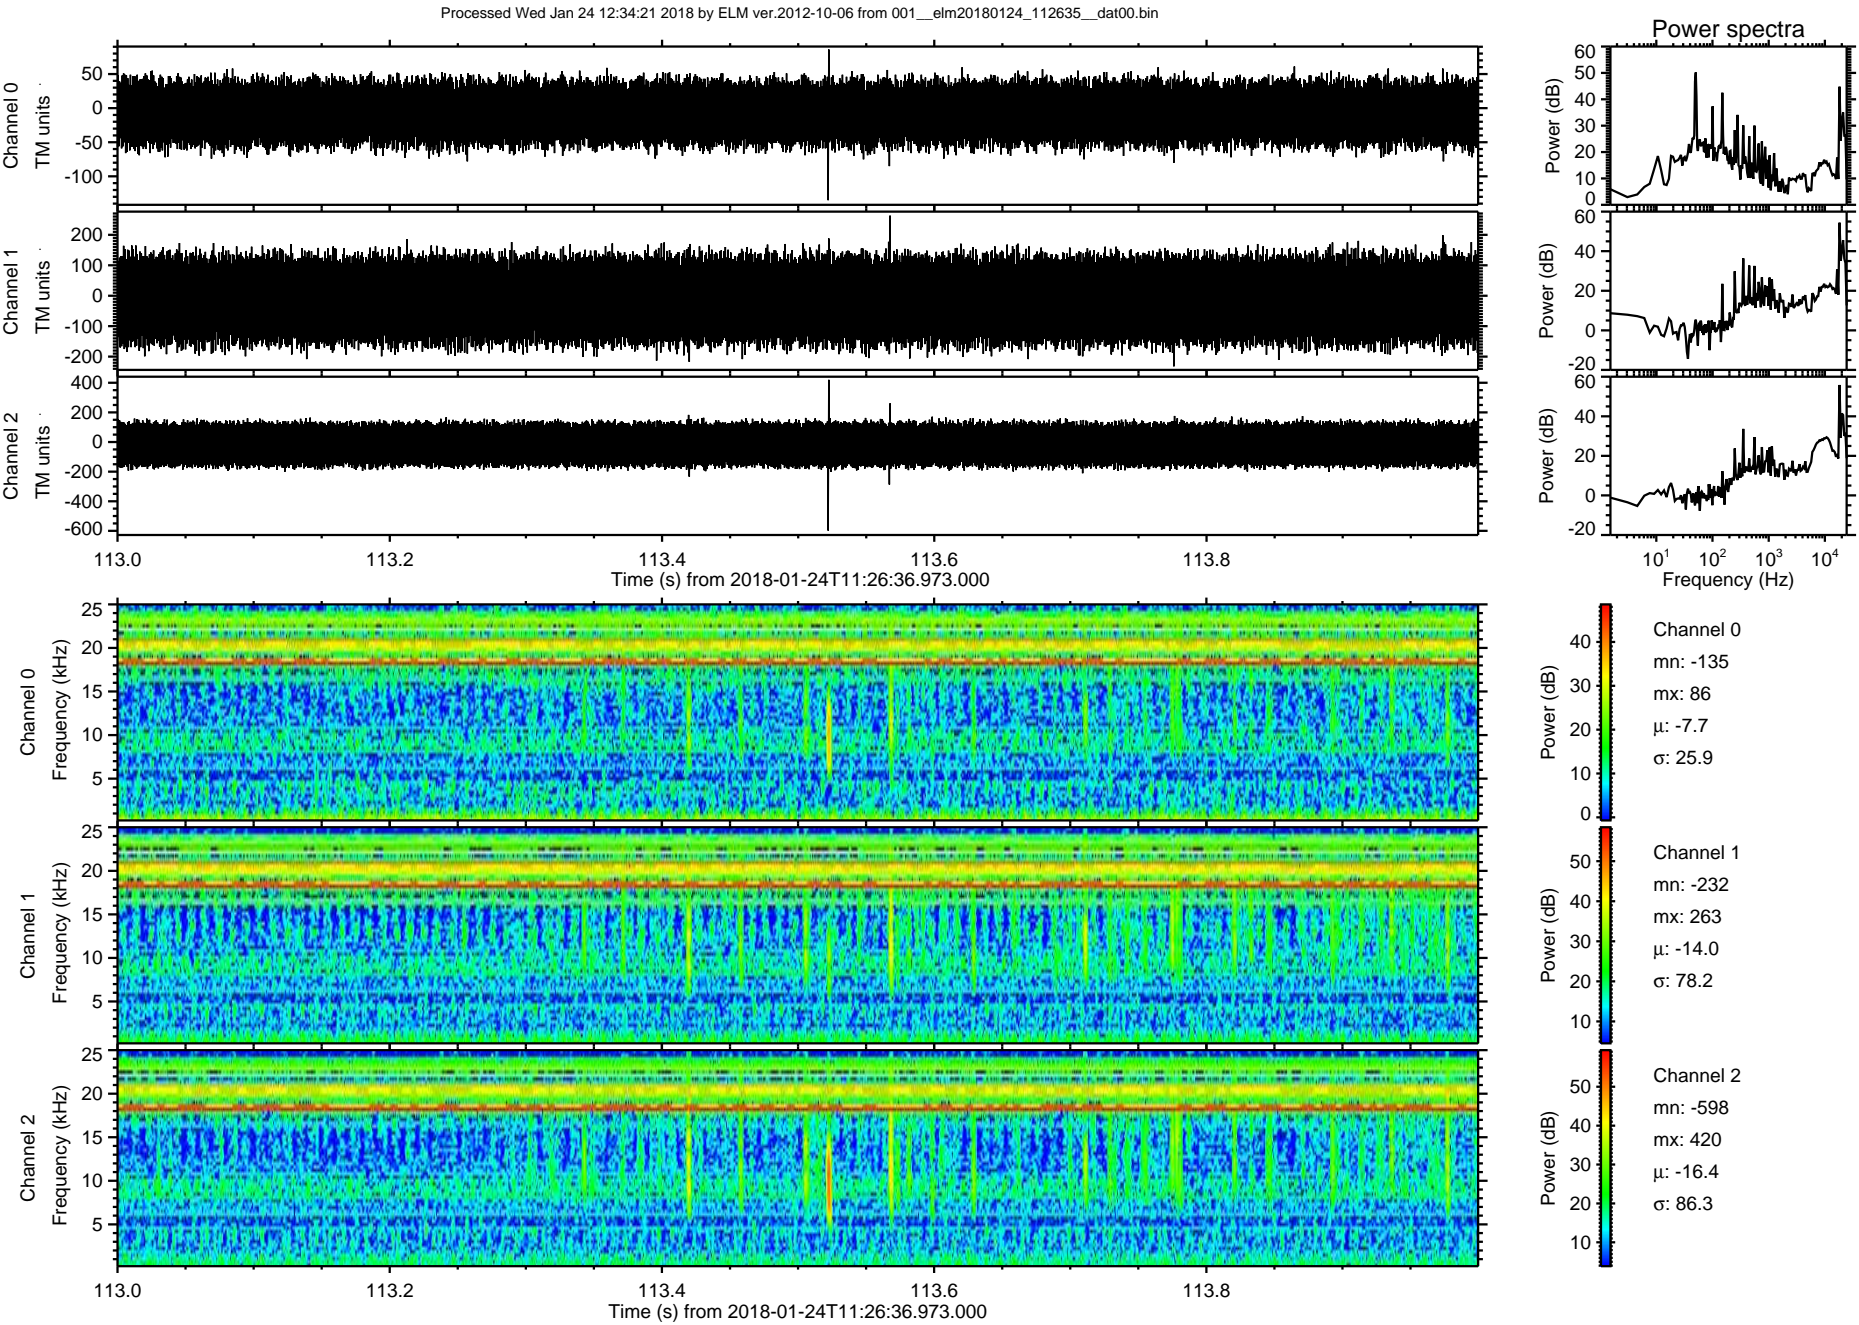 Processed Wed Jan 24 12:34:21 2018 by ELM ver.2012-10-06 from 001__elm20180124_112635__dat00.bin
Power spectra
Channel 0
TM units
50
0
-50
-100
Power (dB)
60
50
40
30
20
10
0
Channel 1
TM units
200
100
0
-100
-200
Power (dB)
60
40
20
0
-20
Channel 2
TM units
400
200
0
-200
-400
-600
Power (dB)
60
40
20
0
-20
113.0 113.2 113.4 113.6 113.8
Time (s) from 2018-01-24T11:26:36.973.000
10¹ 10² 10³ 10⁴
Frequency (Hz)
Channel 0
Frequency (kHz)
25
20
15
10
5
Power (dB)
40
30
20
10
0
Channel 0
mn: -135
mx: 86
µ: -7.7
σ: 25.9
Channel 1
Frequency (kHz)
25
20
15
10
5
Power (dB)
50
40
30
20
10
Channel 1
mn: -232
mx: 263
µ: -14.0
σ: 78.2
Channel 2
Frequency (kHz)
25
20
15
10
5
Power (dB)
50
40
30
20
10
Channel 2
mn: -598
mx: 420
µ: -16.4
σ: 86.3
113.0 113.2 113.4 113.6 113.8
Time (s) from 2018-01-24T11:26:36.973.000